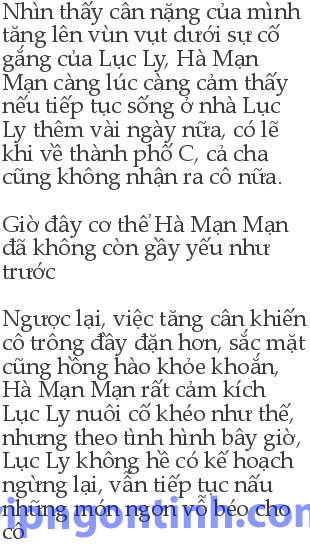 Nhìn thấy cân nặng của mình
tăng lên vùn vụt dưới sự cố
gắng của Lục Ly, Hà Mạn
Mạn càng lúc càng cảm thấy
nếu tiếp tục sống ở nhà Lục
Ly thêm vài ngày nữa, có lẽ
khi về thành phố C, cả cha
cũng không nhận ra cô nữa.
Giờ đây cơ thể Hà Mạn Mạn
đã không còn gầy yếu như
trước
Ngược lại, việc tăng cân khiến
cô trông đầy đặn hơn, sắc mặt
cũng hồng hào khỏe khoắn,
Hà Mạn Mạn rất cảm kích
Lục Ly nuôi cố khéo như thế,
nhưng theo tình hình bây giờ,
Lục Ly không hề có kế hoạch
ngừng lại, vẫn tiếp tục nấu
những món ngon vỗ béo cho
cô
ipngontinh.com